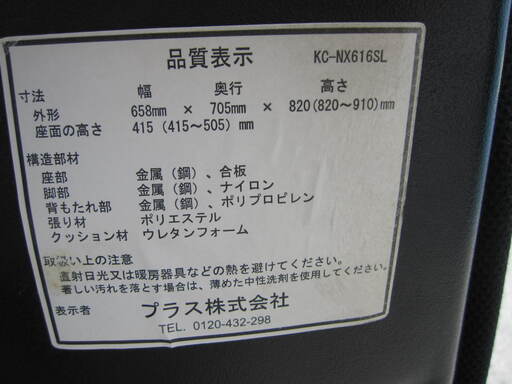 品質表示 KC-NX616SL
寸法 幅 奥行 高さ
外形 658mm × 705mm × 820(820～910)mm
座面の高さ 415(415～505)mm
構造部材
座部 金属(鋼)、合板
脚部 金属(鋼)、ナイロン
背もたれ部 金属(鋼)、ポリプロピレン
張り材 ポリエステル
クッション材 ウレタンフォーム
取扱い上の注意
直射日光又は暖房器具などの熱を避けてください。
著しい汚れを落とす場合は、薄めた中性洗剤を使用してください。
表示者 プラス株式会社
TEL. 0120-432-298